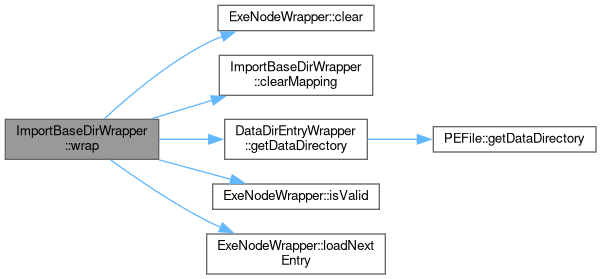 ExeNodeWrapper::clear
ImportBaseDirWrapper
::clearMapping
ImportBaseDirWrapper
::wrap
DataDirEntryWrapper
::getDataDirectory
PEFile::getDataDirectory
ExeNodeWrapper::isValid
ExeNodeWrapper::loadNext
Entry